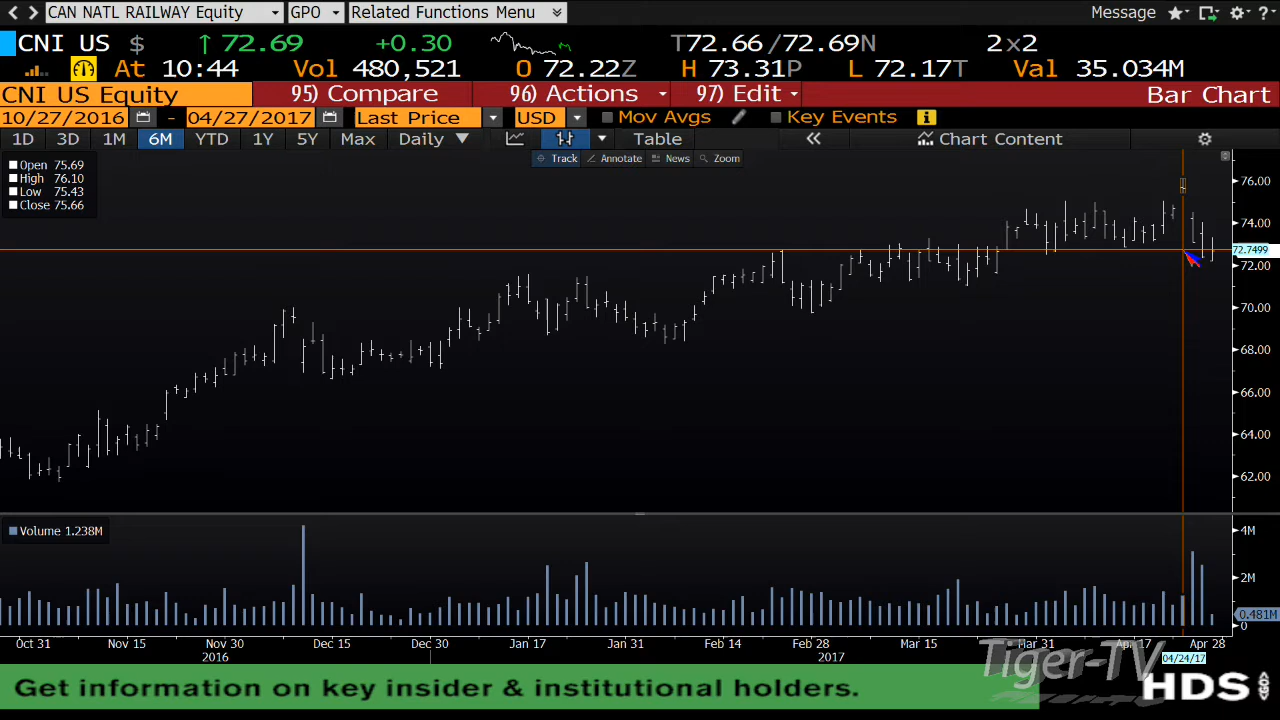 CAN NATL RAILWAY Equity GPO Related Functions Menu Message
CNI US $ ↑ 72.69 +0.30 T72.66 /72.69N 2x2
At 10:44 Vol 480,521 O 72.22Z H 73.31P L 72.17T Val 35.034M
CNI US Equity 95) Compare 96) Actions 97) Edit Bar Chart
10/27/2016 - 04/27/2017 Last Price USD Mov Avgs Key Events
1D 3D 1M 6M YTD 1Y 5Y Max Daily Table Chart Content
Track Annotate News Zoom
Open 75.69
High 76.10
Low 75.43
Close 75.66
76.00
74.00
72.7499
72.00
70.00
68.00
66.00
64.00
62.00
Volume 1.238M
4M
2M
0.481M
0
Oct 31 Nov 15 Nov 30 Dec 15 Dec 30 Jan 17 Jan 31 Feb 14 Feb 28 Mar 15 Mar 31 Apr 17 Apr 28
2016 2017 04/24/17
Tiger-TV
Get information on key insider & institutional holders. HDS GO